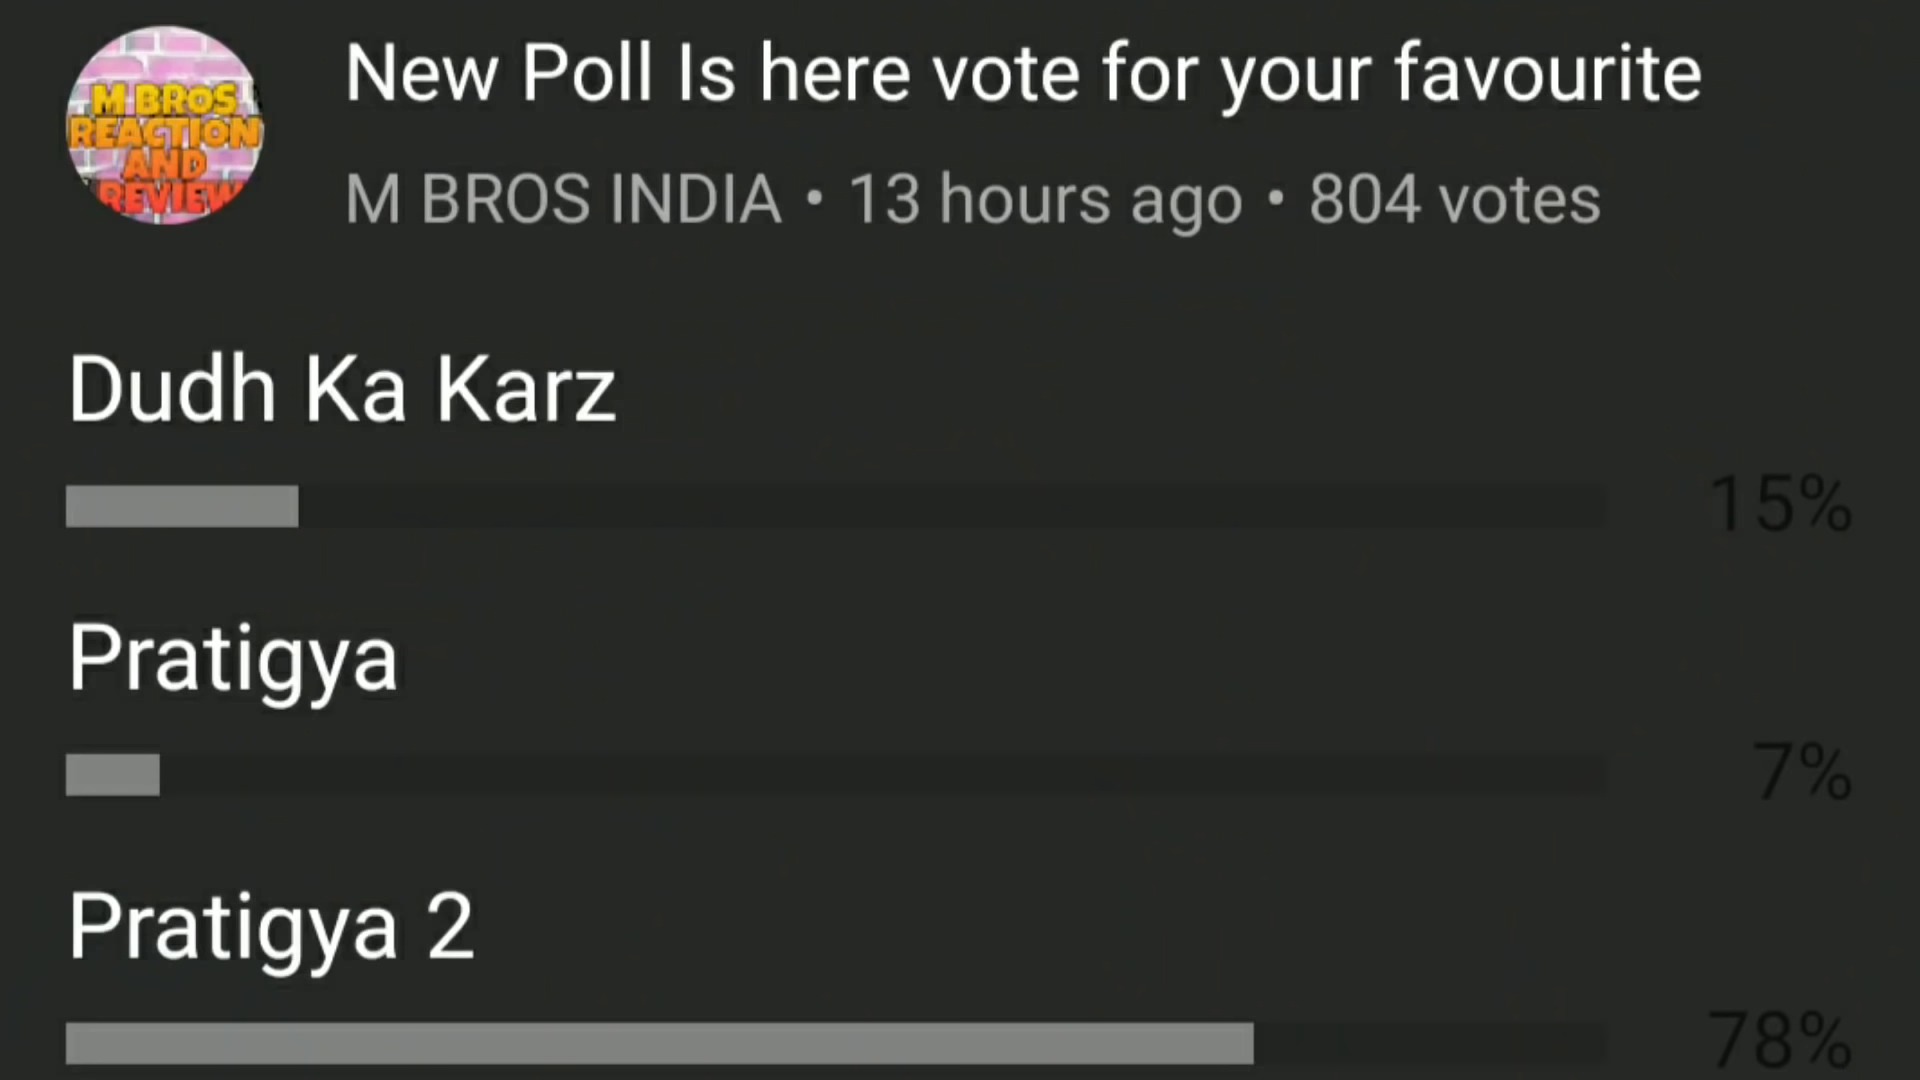 M BROS
REACTION
AND
REVIEW
New Poll Is here vote for your favourite
M BROS INDIA • 13 hours ago • 804 votes
Dudh Ka Karz
15%
Pratigya
7%
Pratigya 2
78%